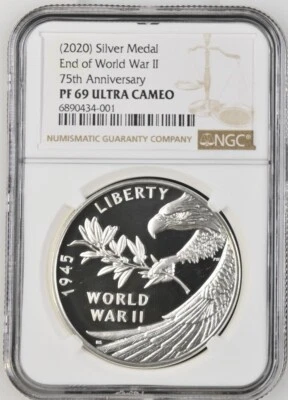 (2020) Silver Medal
End of World War II
75th Anniversary
PF 69 ULTRA CAMEO
6890434-001
NUMISMATIC GUARANTY COMPANY
NGC
LIBERTY
1945
WORLD
WAR II